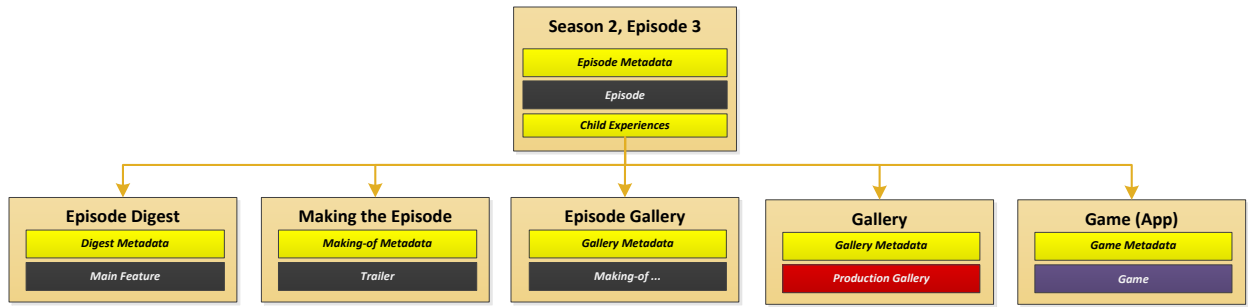 Season 2, Episode 3
Episode Metadata
Episode
Child Experiences
Episode Digest
Digest Metadata
Main Feature
Making the Episode
Making-of Metadata
Trailer
Episode Gallery
Gallery Metadata
Making-of ...
Gallery
Gallery Metadata
Production Gallery
Game (App)
Game Metadata
Game